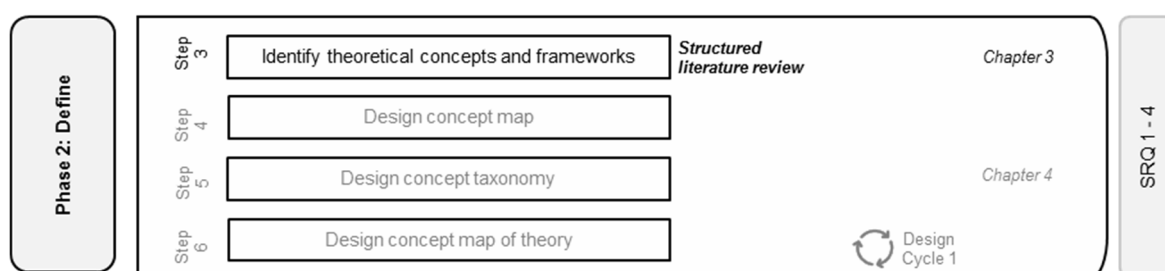 Phase 2: Define
Step 3
Identify theoretical concepts and frameworks
Structured
literature review
Chapter 3
Step 4
Design concept map
Step 5
Design concept taxonomy
Chapter 4
Step 6
Design concept map of theory
Design
Cycle 1
SRQ 1 - 4